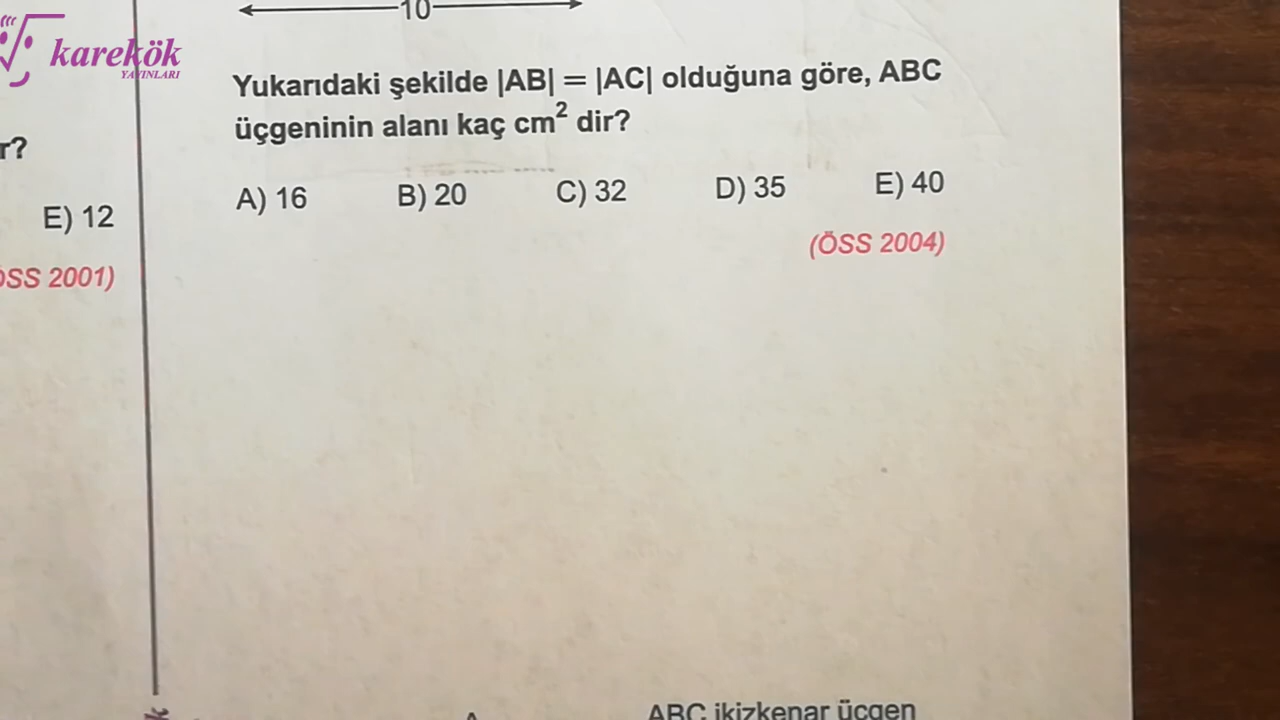 10
karekök
YAYINLARI
Yukarıdaki şekilde |AB| = |AC| olduğuna göre, ABC
üçgeninin alanı kaç cm² dir?
A) 16 B) 20 C) 32 D) 35 E) 40
(ÖSS 2004)
r?
E) 12
ÖSS 2001)
A
ABC ikizkenar üçgen